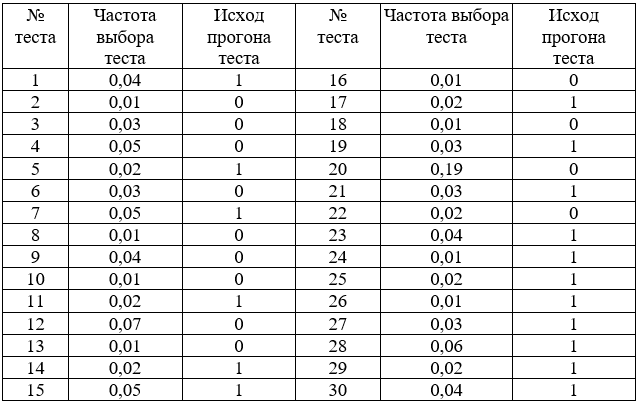 № теста Частота выбора теста Исход прогона теста № теста Частота выбора теста Исход прогона теста
1 0,04 1 16 0,01 0
2 0,01 0 17 0,02 1
3 0,03 0 18 0,01 0
4 0,05 0 19 0,03 1
5 0,02 1 20 0,19 0
6 0,03 0 21 0,03 1
7 0,05 1 22 0,02 0
8 0,01 0 23 0,04 1
9 0,04 0 24 0,01 1
10 0,01 0 25 0,02 1
11 0,02 1 26 0,01 1
12 0,07 0 27 0,03 1
13 0,01 0 28 0,06 1
14 0,02 1 29 0,02 1
15 0,05 1 30 0,04 1